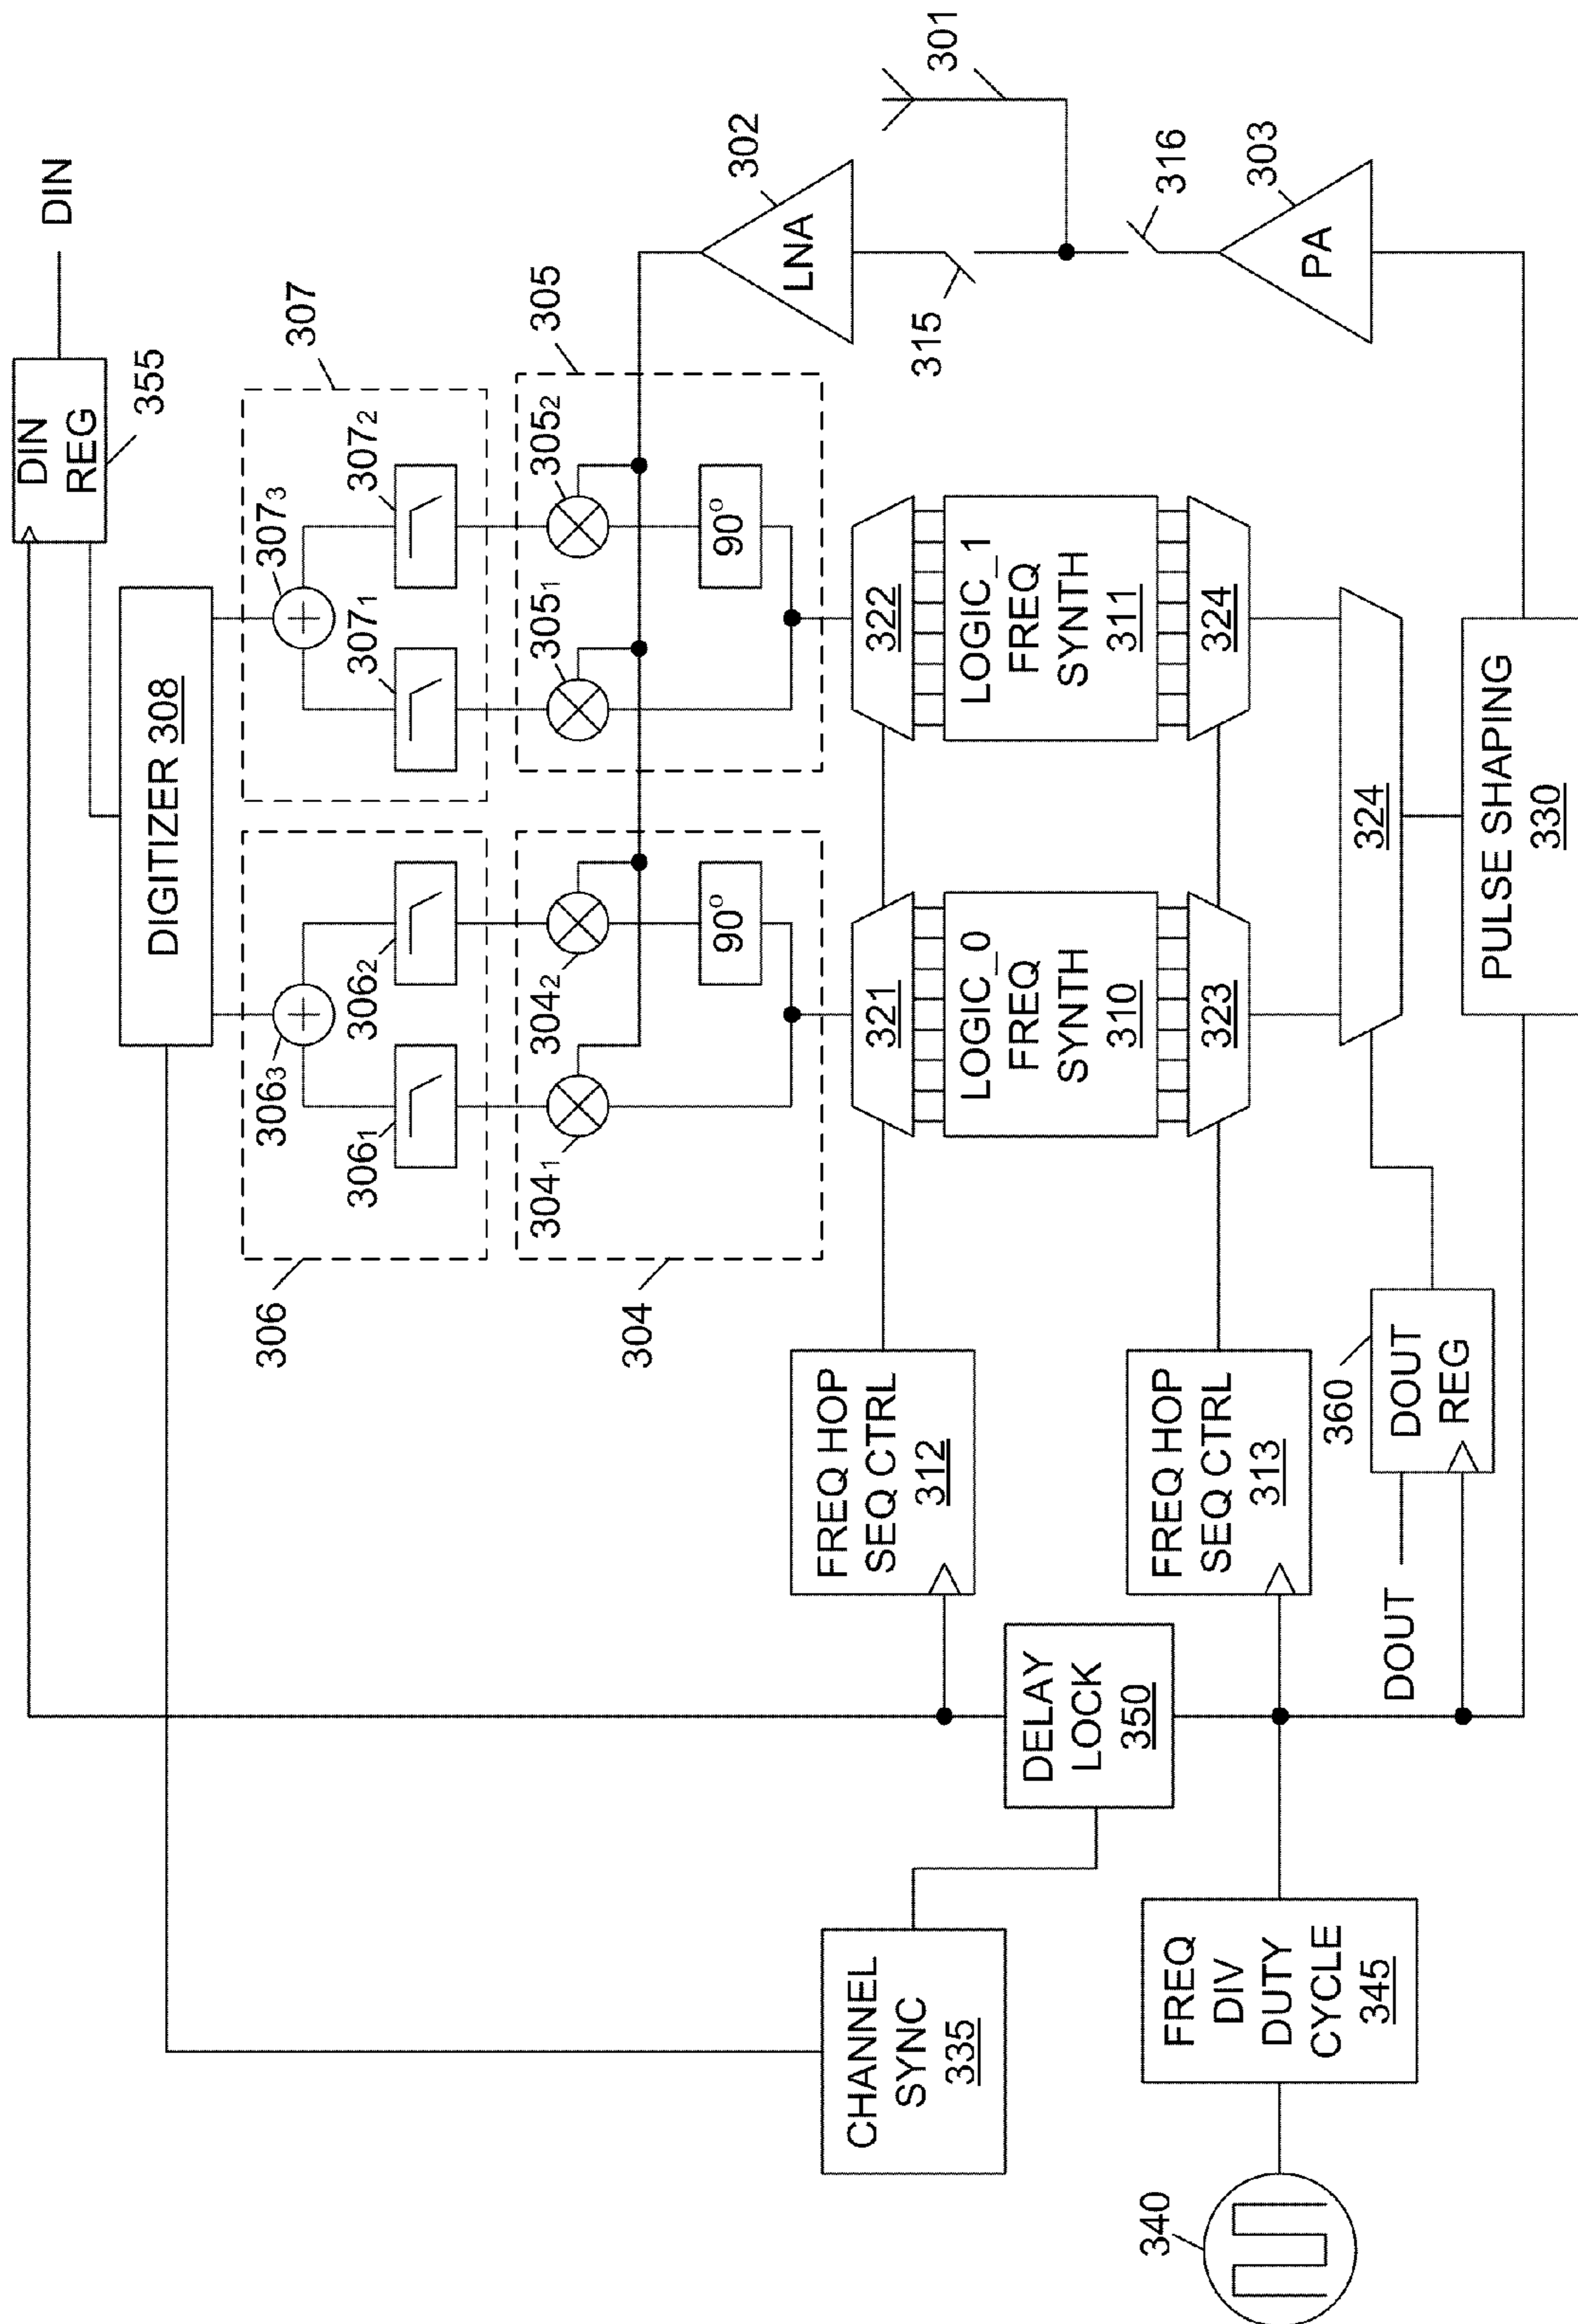 DIN
DIN
REG
355
DIGITIZER 308
307
307₃
307₁
307₂
306
306₃
306₁
306₂
305
305₁
305₂
90°
304
304₁
304₂
90°
LNA
302
301
315
316
PA
303
321
LOGIC_0
FREQ
SYNTH
310
323
322
LOGIC_1
FREQ
SYNTH
311
324
324
PULSE SHAPING
330
FREQ HOP
SEQ CTRL
312
FREQ HOP
SEQ CTRL
313
360
DOUT
REG
DOUT
DELAY
LOCK
350
CHANNEL
SYNC
335
FREQ
DIV
DUTY
CYCLE
345
340